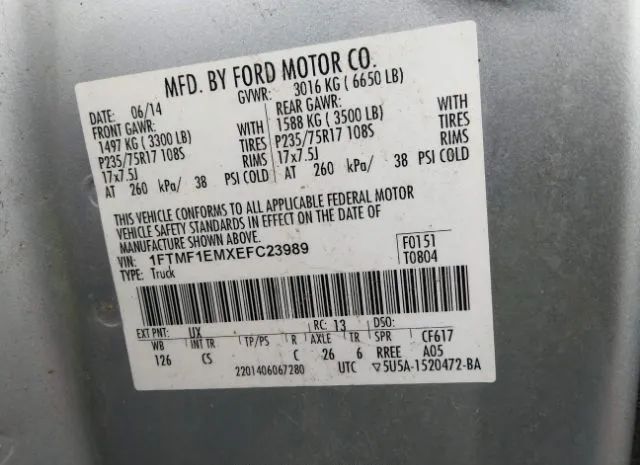 MFD. BY FORD MOTOR CO.
DATE: 06/14 GVWR: 3016 KG ( 6650 LB)
FRONT GAWR: REAR GAWR:
1497 KG ( 3300 LB) WITH 1588 KG ( 3500 LB) WITH
P235/75R17 108S TIRES P235/75R17 108S TIRES
17x7.5J RIMS 17x7.5J RIMS
AT 260 kPa/ 38 PSI COLD AT 260 kPa/ 38 PSI COLD
THIS VEHICLE CONFORMS TO ALL APPLICABLE FEDERAL MOTOR
VEHICLE SAFETY STANDARDS IN EFFECT ON THE DATE OF
MANUFACTURE SHOWN ABOVE.
VIN: 1FTMF1EMXEFC23989 F0151
TYPE: Truck T0804
EXT PNT: UX RC: 13 DSO:
WB INT TR TP/PS R AXLE TR SPR CF617
126 CS C 26 6 RREE A05
2201406067280 UTC ▽5U5A-1520472-BA